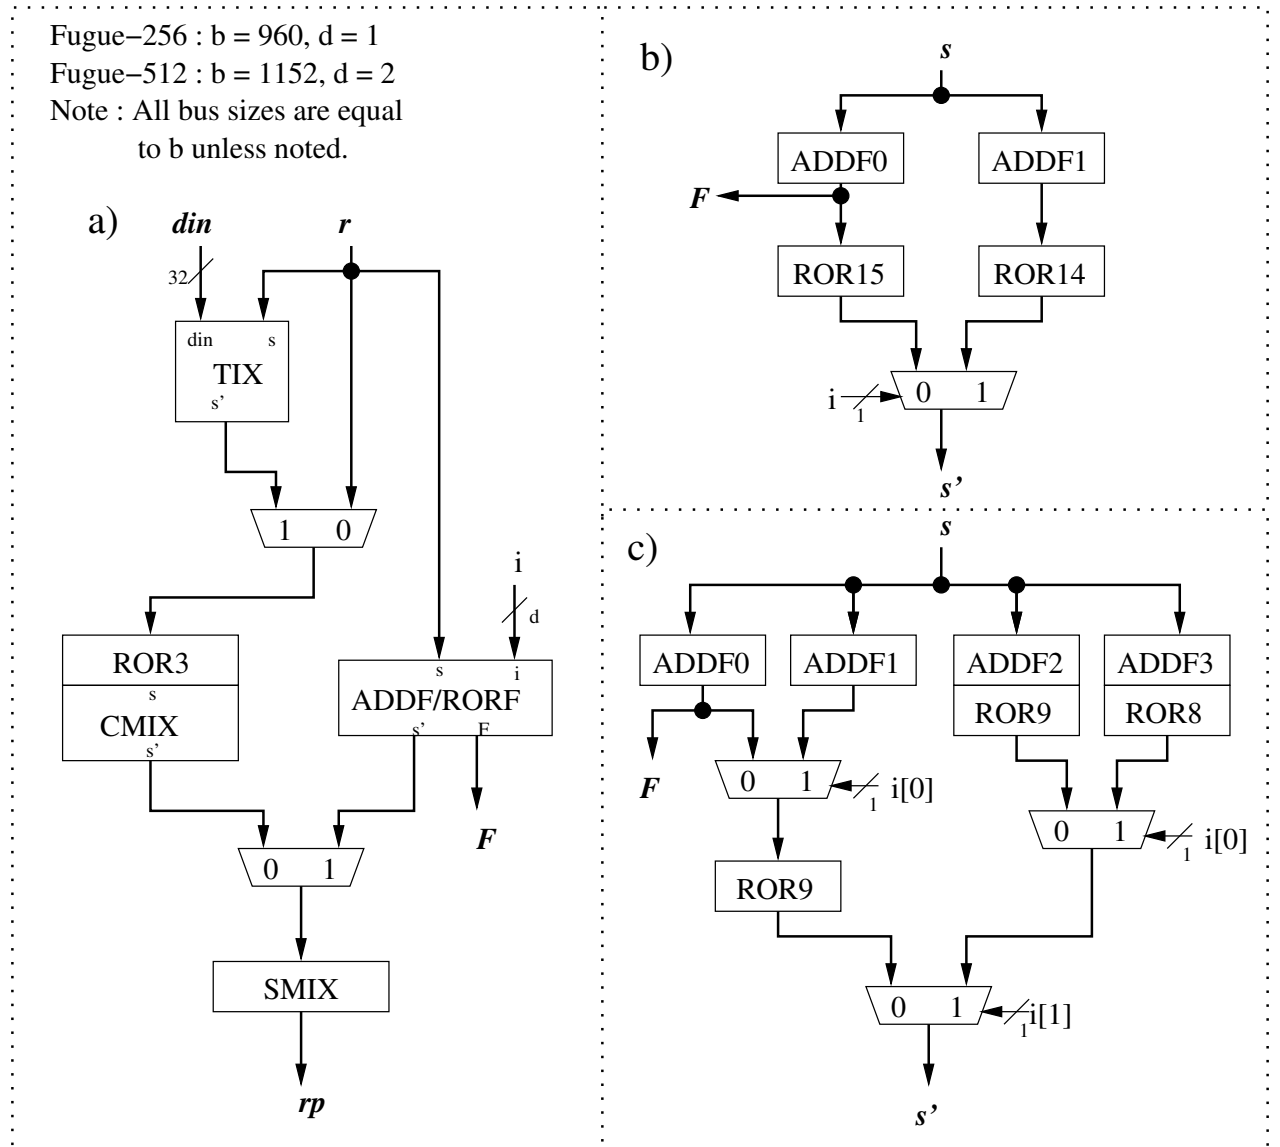 Fugue−256 : b = 960, d = 1
Fugue−512 : b = 1152, d = 2
Note : All bus sizes are equal
to b unless noted.
a)
din
r
32
din
s
TIX
s'
1 0
i
d
ROR3
s
CMIX
s'
s
i
ADDF/RORF
s'
F
F
0 1
SMIX
rp
b)
s
ADDF0
ADDF1
F
ROR15
ROR14
i
1
0 1
s'
c)
s
ADDF0
ADDF1
ADDF2
ADDF3
ROR9
ROR8
F
0 1
1
i[0]
0 1
1
i[0]
ROR9
0 1
1
i[1]
s'